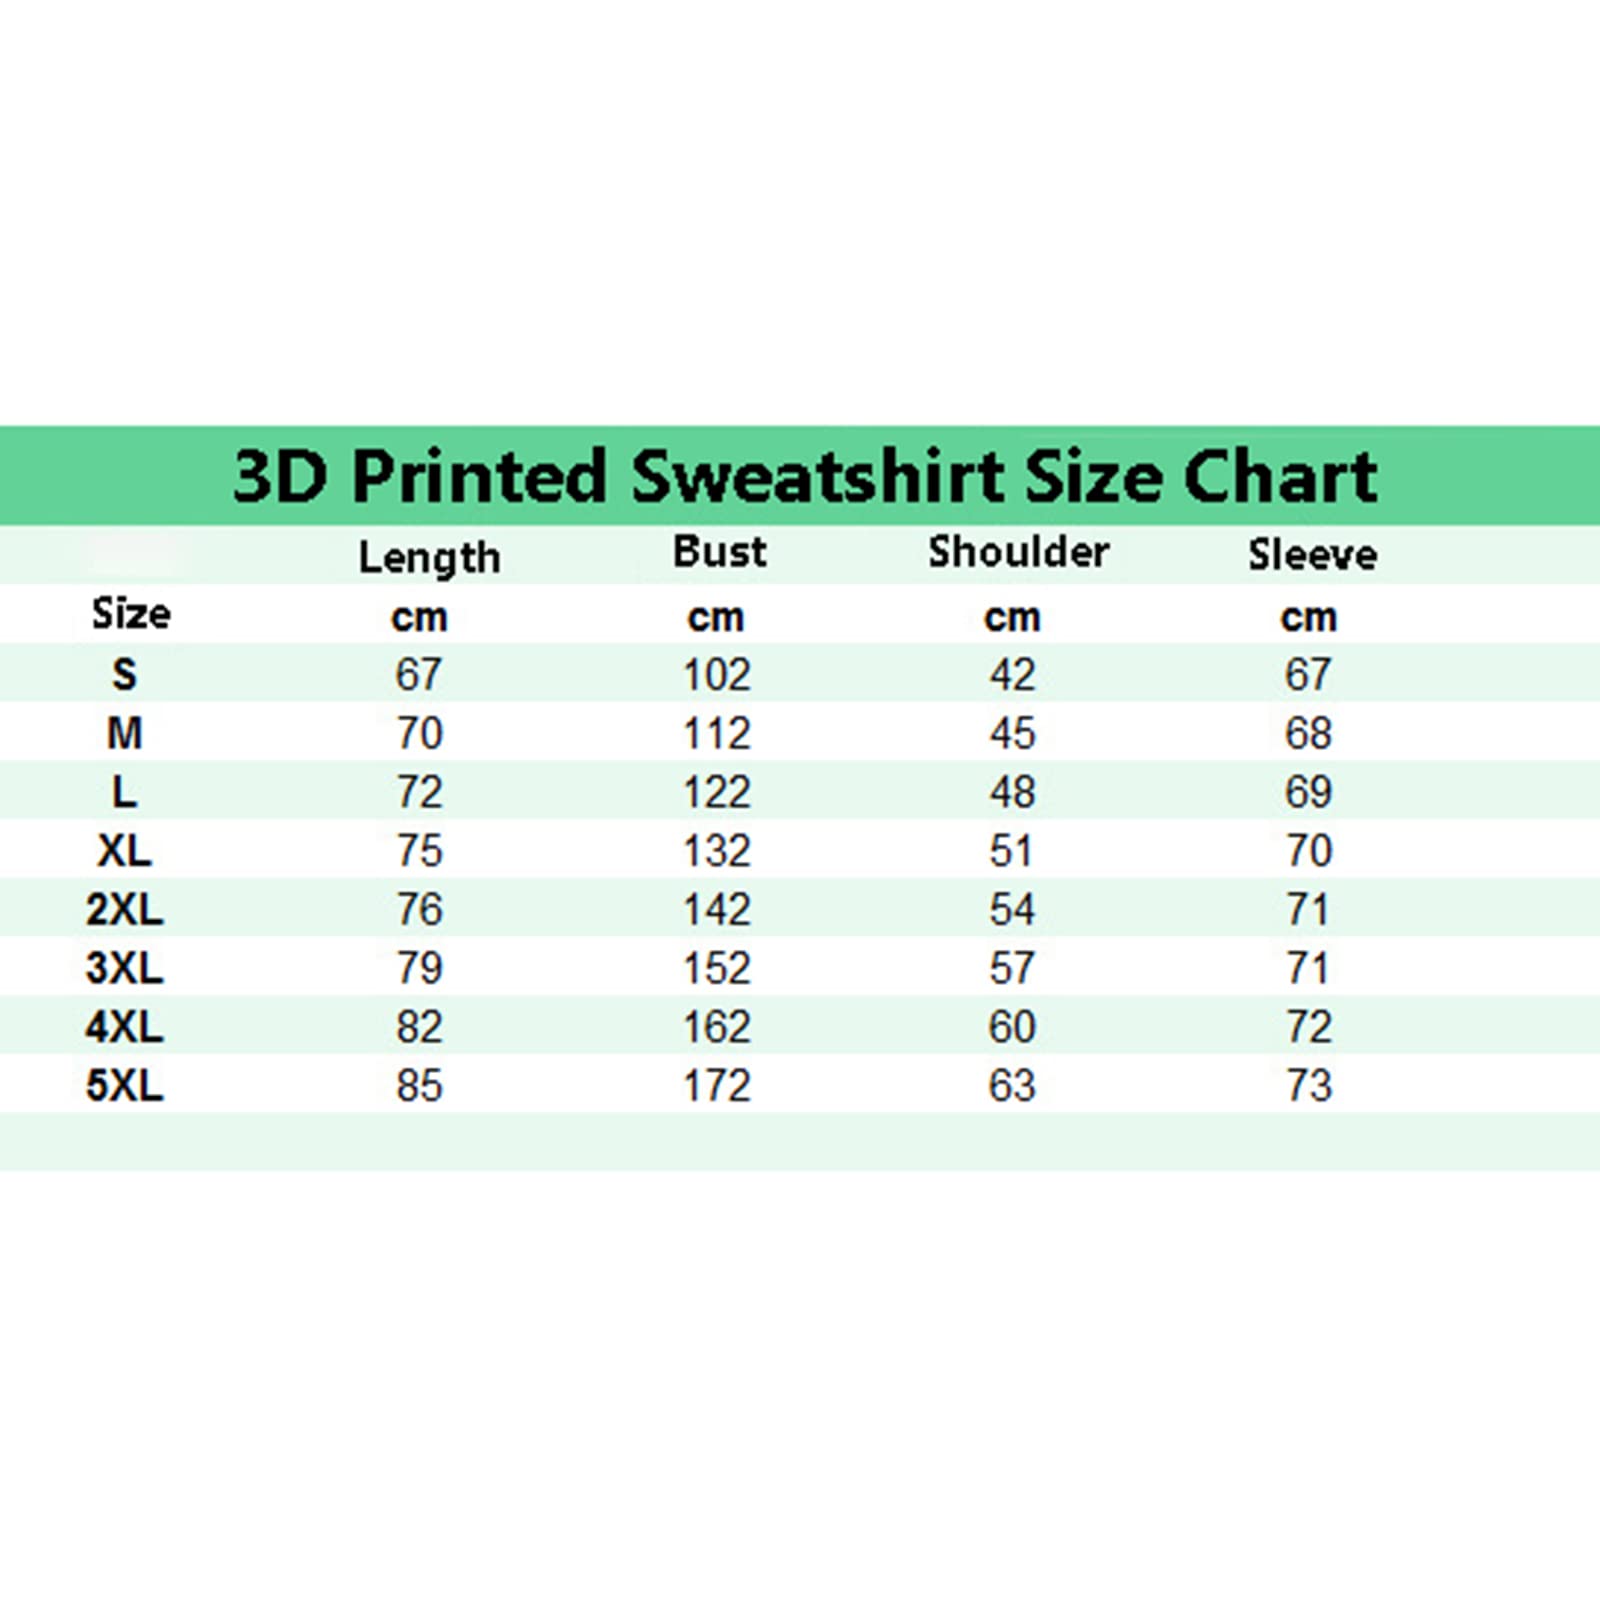 3D Printed Sweatshirt Size Chart
Length Bust Shoulder Sleeve
Size cm cm cm cm
S 67 102 42 67
M 70 112 45 68
L 72 122 48 69
XL 75 132 51 70
2XL 76 142 54 71
3XL 79 152 57 71
4XL 82 162 60 72
5XL 85 172 63 73